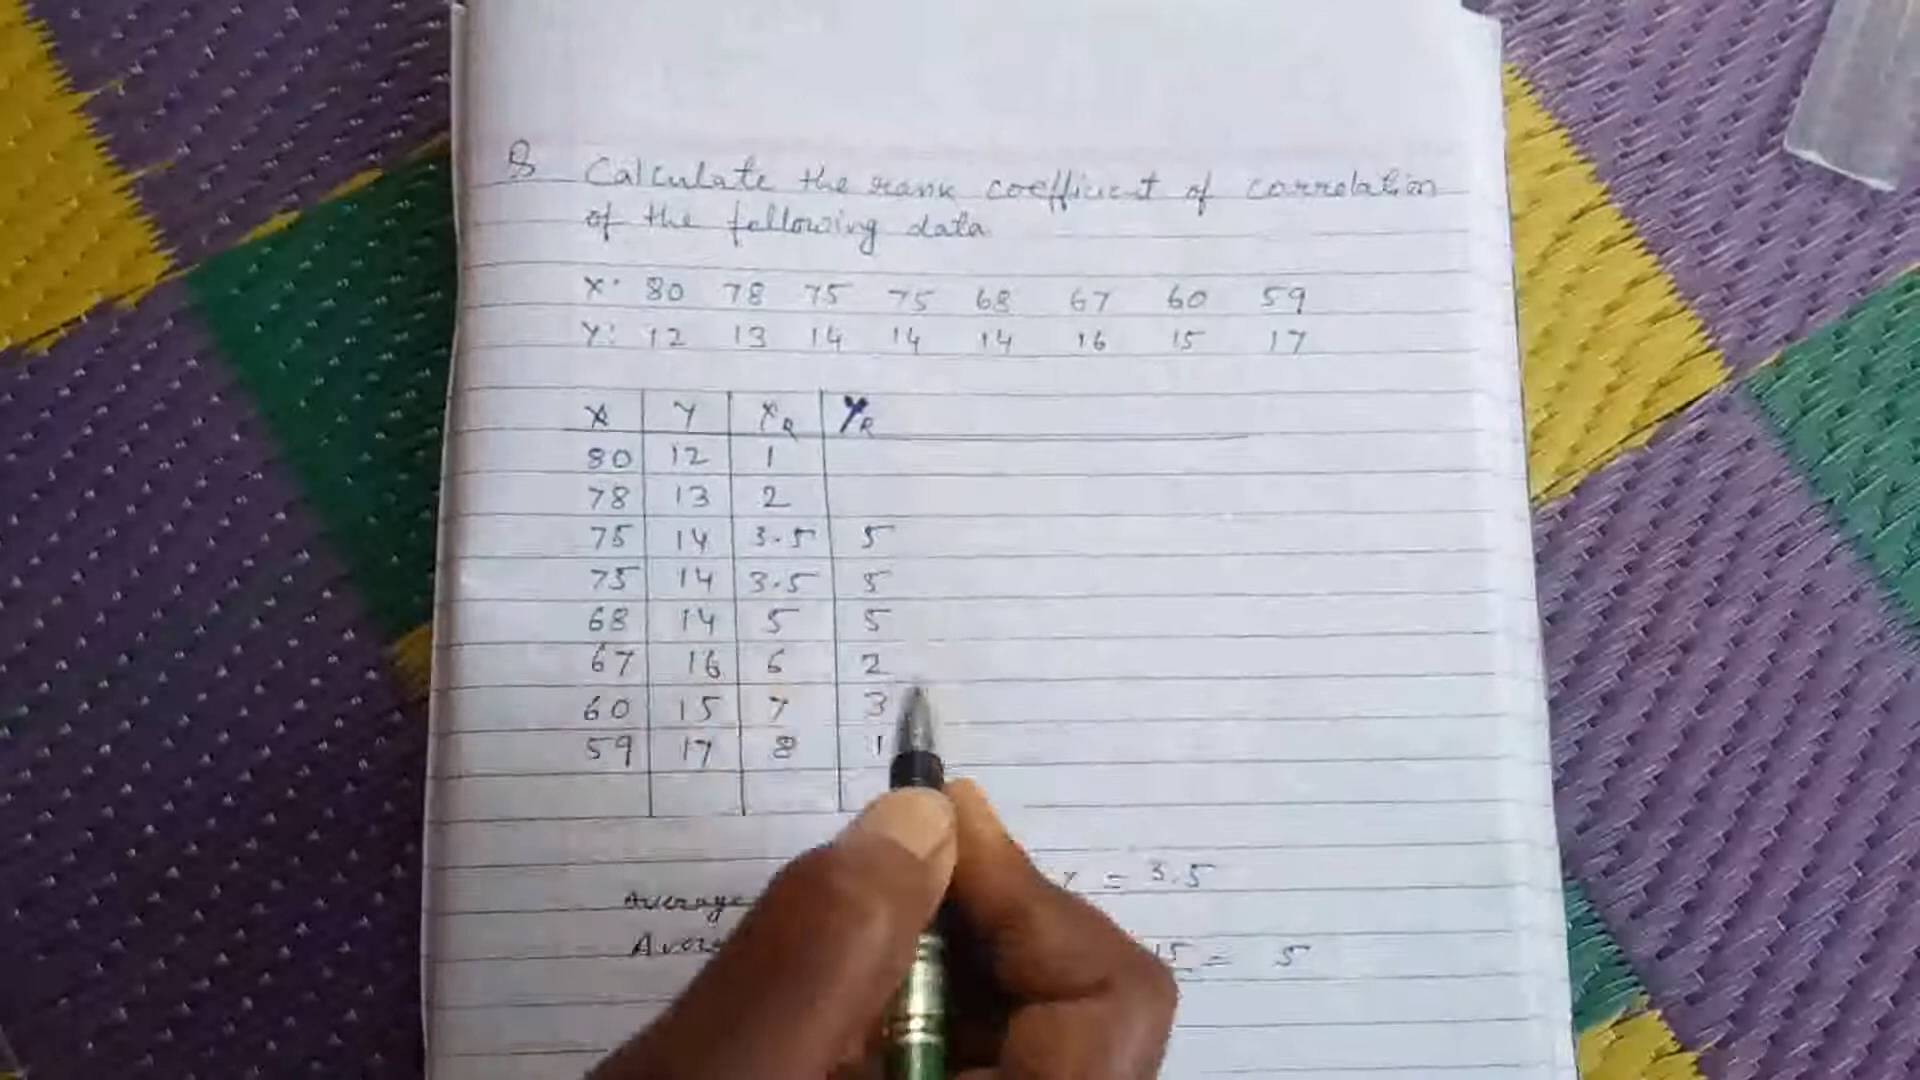 Q Calculate the rank coefficient of correlation
of the following data
X: 80 78 75 75 68 67 60 59
Y: 12 13 14 14 14 16 15 17
X Y XR YR
80 12 1
78 13 2
75 14 3.5 5
75 14 3.5 5
68 14 5 5
67 16 6 2
60 15 7 3
59 17 8 1
Average = 3.5
15 = 5